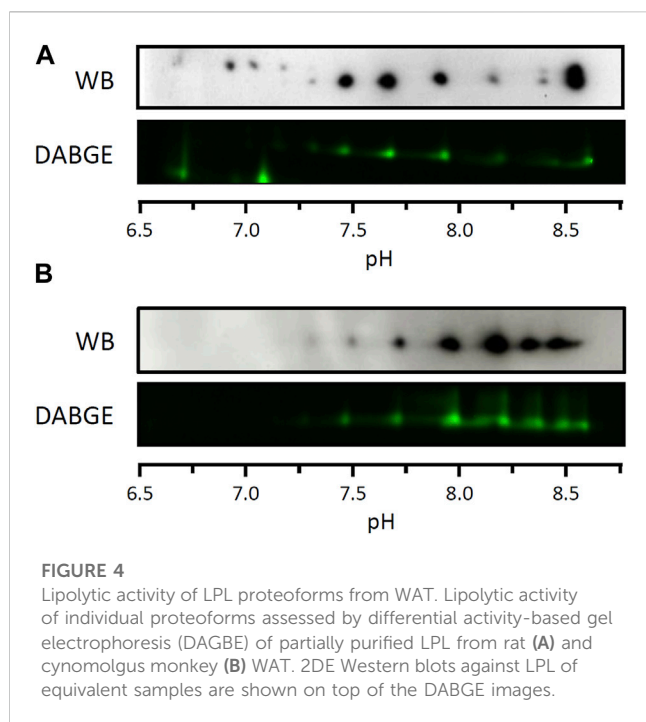 A
WB
DABGE
6.5 7.0 7.5 8.0 8.5
pH
B
WB
DABGE
6.5 7.0 7.5 8.0 8.5
pH
FIGURE 4
Lipolytic activity of LPL proteoforms from WAT. Lipolytic activity
of individual proteoforms assessed by differential activity-based gel
electrophoresis (DAGBE) of partially purified LPL from rat (A) and
cynomolgus monkey (B) WAT. 2DE Western blots against LPL of
equivalent samples are shown on top of the DABGE images.